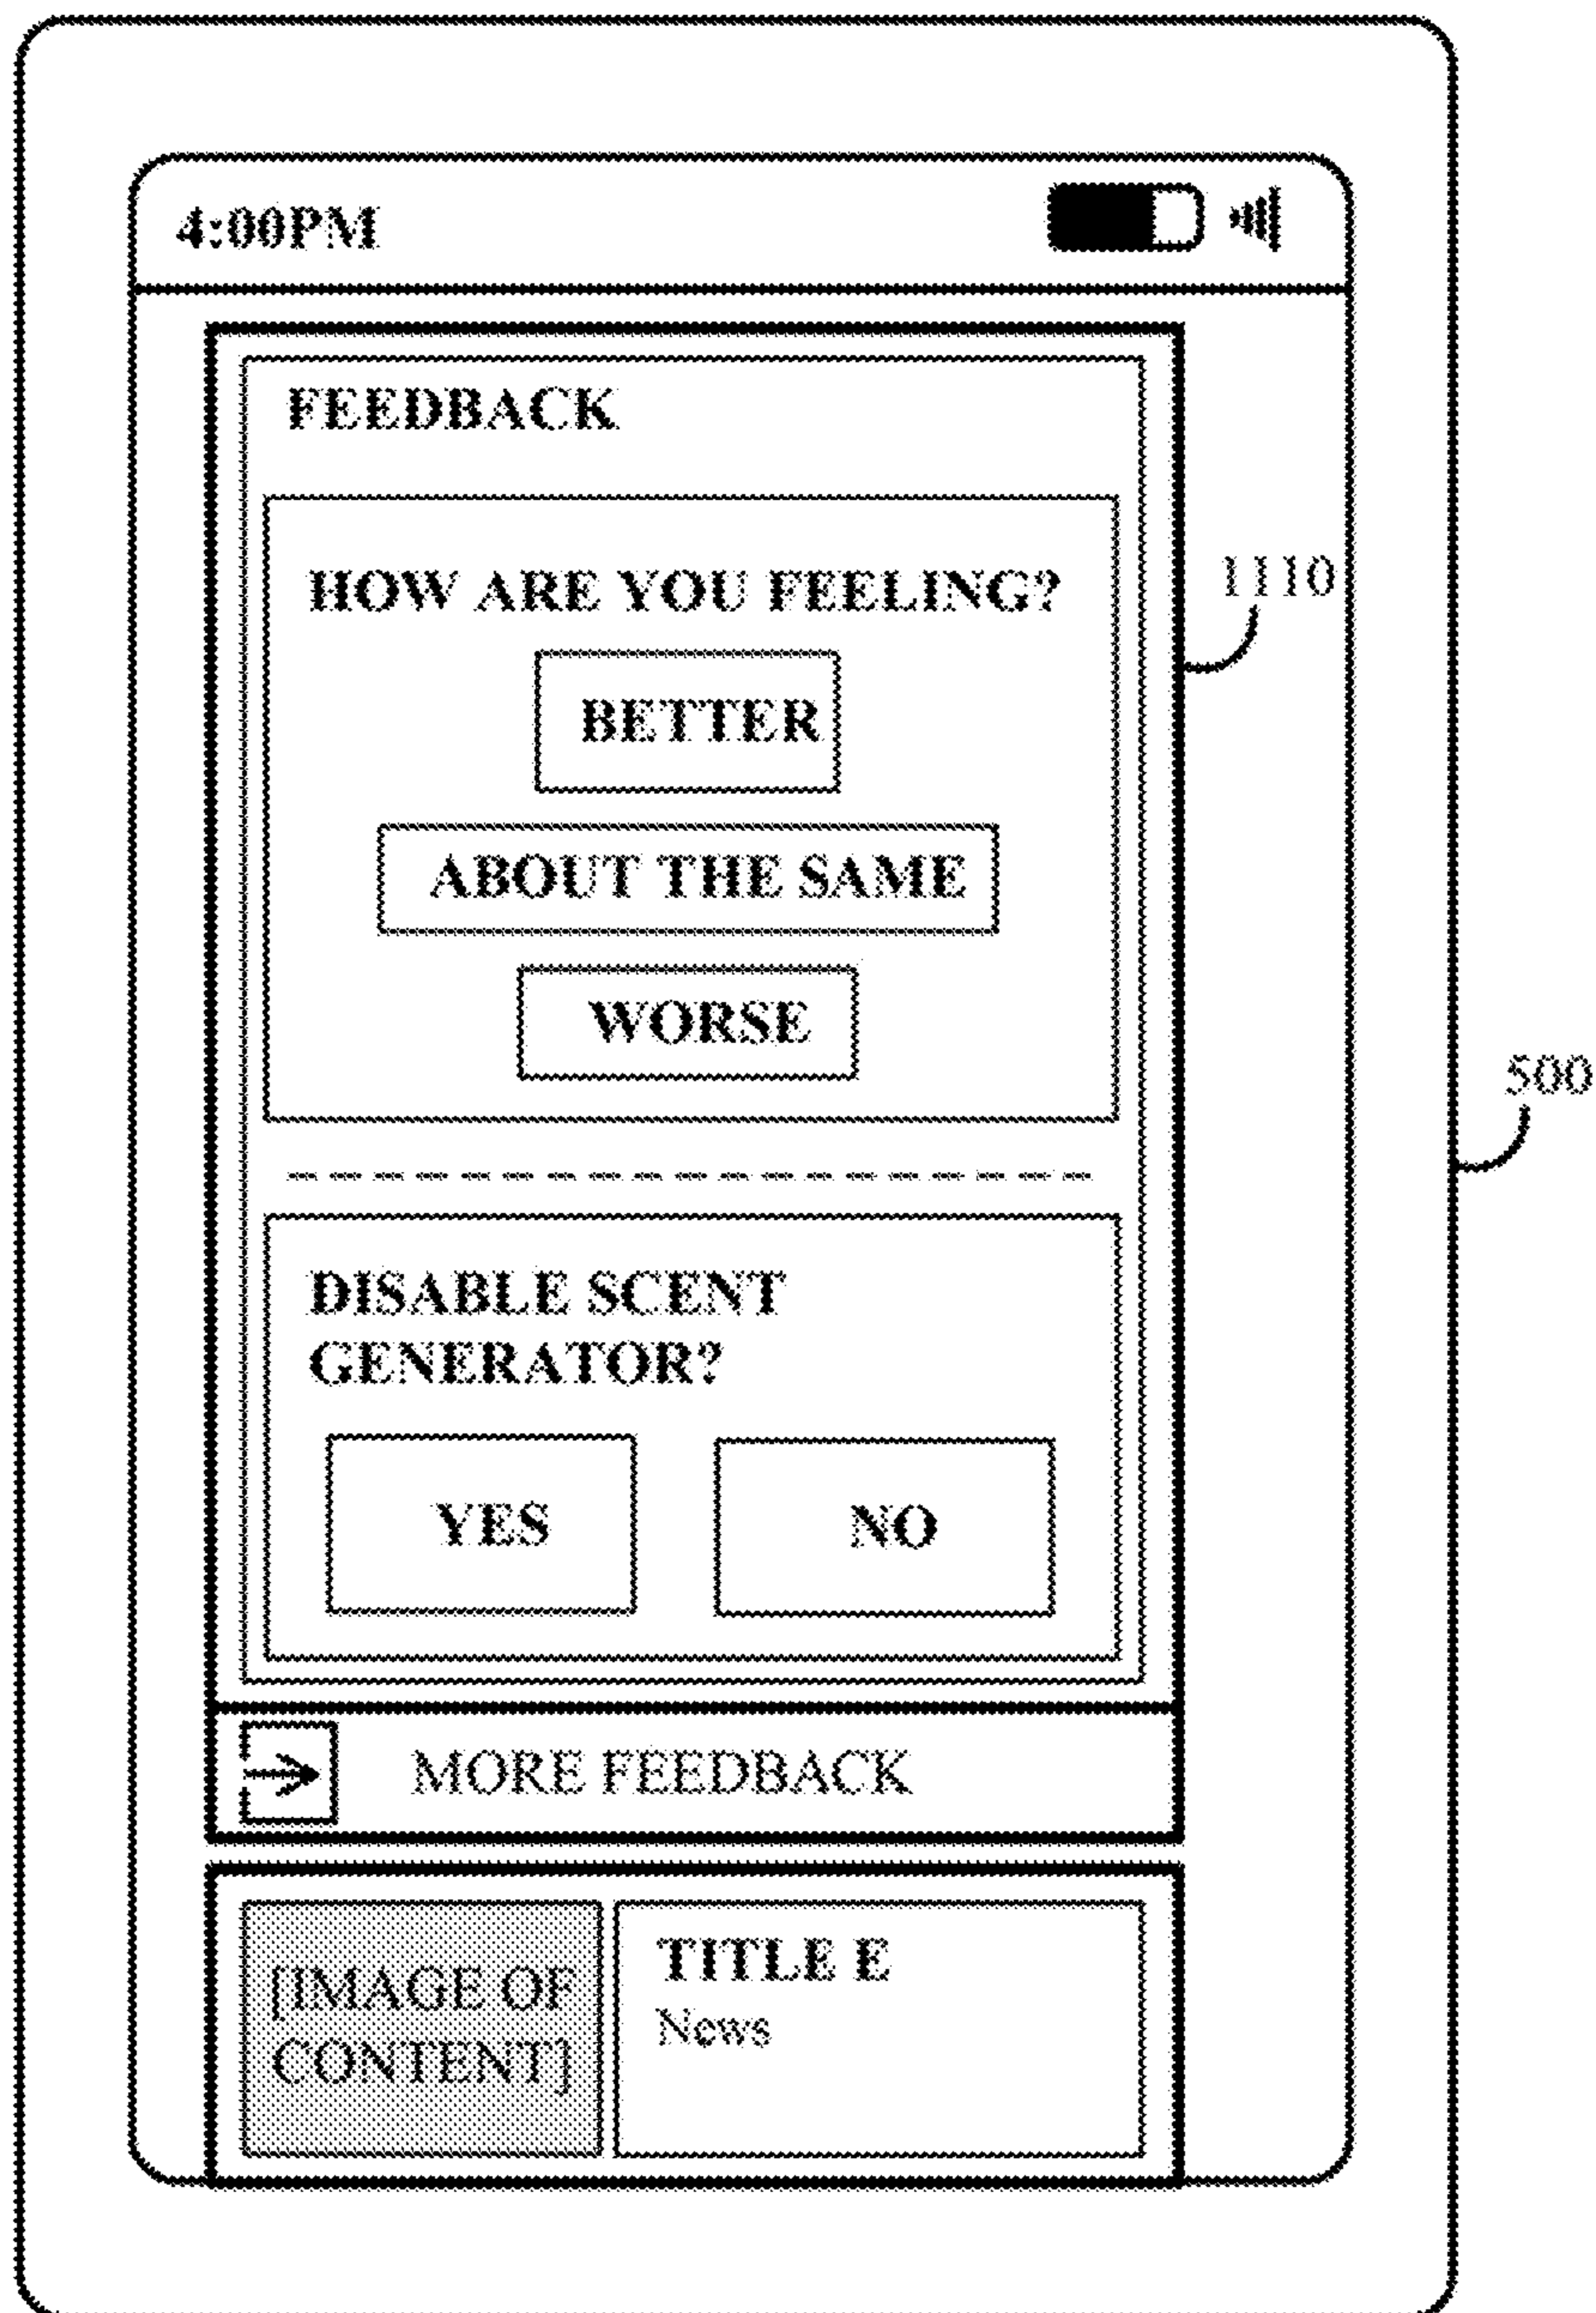 4:00PM
FEEDBACK
HOW ARE YOU FEELING?
1110
BETTER
ABOUT THE SAME
WORSE
500
DISABLE SCENT
GENERATOR?
YES NO
MORE FEEDBACK
[IMAGE OF
CONTENT]
TITLE E
News